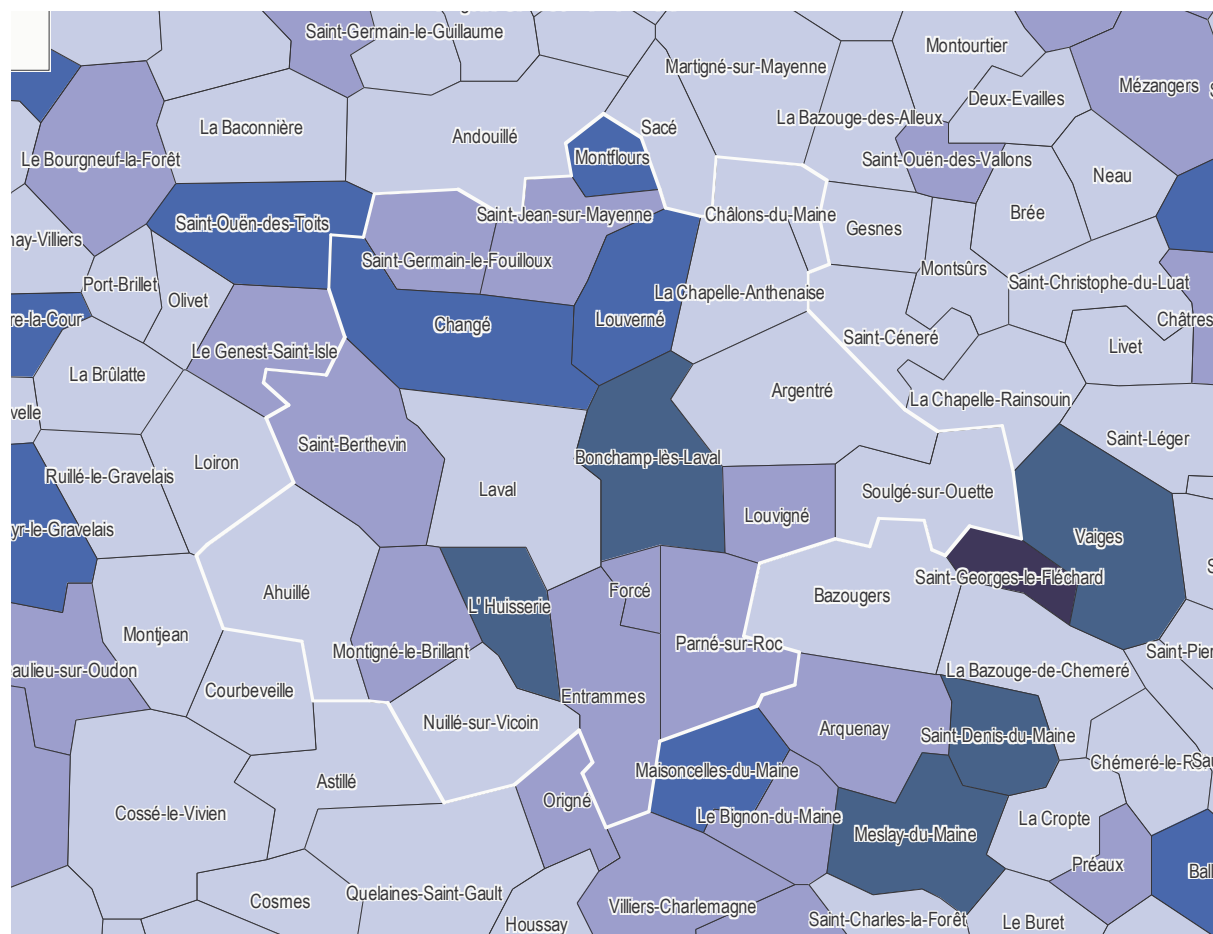 Saint-Germain-le-Guillaume
Montourtier
Martigné-sur-Mayenne
Mézangers
Deux-Evailles
La Bazouge-des-Alleux
La Baconnière
Sacé
Andouillé
Le Bourgneuf-la-Forêt
Montflours
Saint-Ouën-des-Vallons
Neau
Saint-Jean-sur-Mayenne
Châlons-du-Maine
Brée
Saint-Ouën-des-Toits
Gesnes
nay-Villiers
Saint-Germain-le-Fouilloux
Montsûrs
Port-Brillet
Saint-Christophe-du-Luat
La Chapelle-Anthenaise
Olivet
re-la-Cour
Louverné
Châtres
Changé
Saint-Céneré
Livet
Le Genest-Saint-Isle
La Brûlatte
Argentré
La Chapelle-Rainsouin
velle
Saint-Léger
Saint-Berthevin
Bonchamp-lès-Laval
Loiron
Ruillé-le-Gravelais
Laval
Soulgé-sur-Ouette
Louvigné
yr-le-Gravelais
Vaiges
Saint-Georges-le-Fléchard
Forcé
Ahuillé
Bazougers
L' Huisserie
Montjean
Parné-sur-Roc
Montigné-le-Brillant
Saint-Pier
aulieu-sur-Oudon
La Bazouge-de-Chemeré
Courbeveille
Entrammes
Nuillé-sur-Vicoin
Arquenay
Saint-Denis-du-Maine
Chémeré-le-R
Maisoncelles-du-Maine
Astillé
Origné
Cossé-le-Vivien
Le Bignon-du-Maine
La Cropte
Meslay-du-Maine
Préaux
Ball
Quelaines-Saint-Gault
Cosmes
Villiers-Charlemagne
Saint-Charles-la-Forêt
Le Buret
Houssay